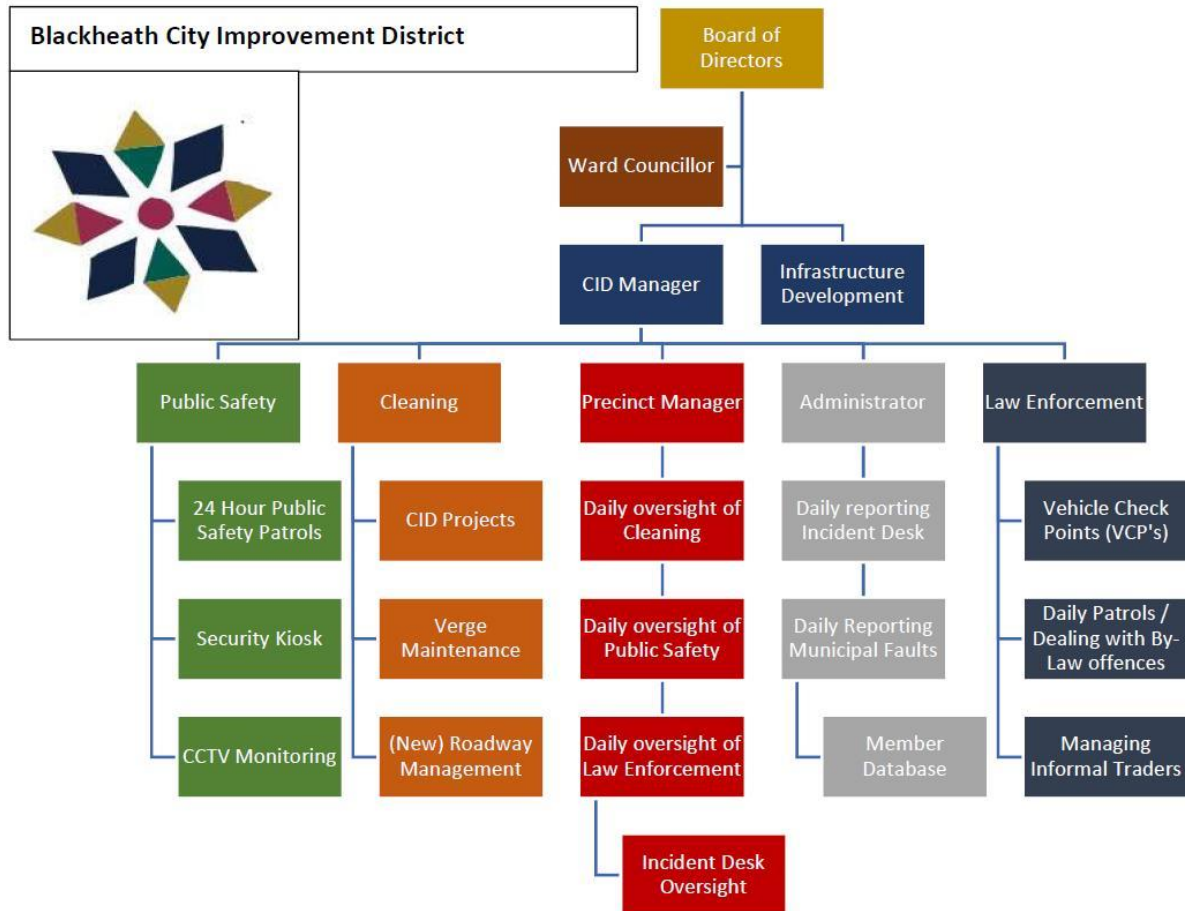 Blackheath City Improvement District
Board of
Directors
Ward Councillor
CID Manager
Infrastructure
Development
Public Safety
Cleaning
Precinct Manager
Administrator
Law Enforcement
24 Hour Public
Safety Patrols
CID Projects
Daily oversight of
Cleaning
Daily reporting
Incident Desk
Vehicle Check
Points (VCP's)
Security Kiosk
Verge
Maintenance
Daily oversight of
Public Safety
Daily Reporting
Municipal Faults
Daily Patrols /
Dealing with By-
Law offences
CCTV Monitoring
(New) Roadway
Management
Daily oversight of
Law Enforcement
Member
Database
Managing
Informal Traders
Incident Desk
Oversight